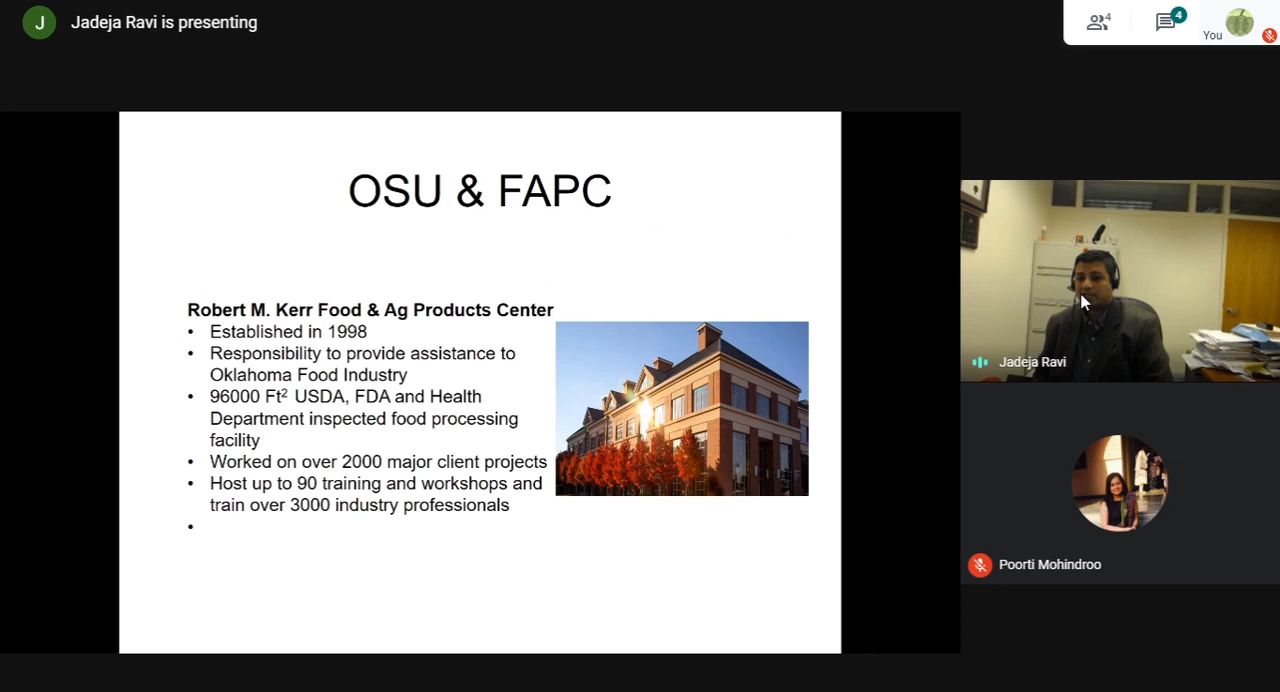 J
Jadeja Ravi is presenting
4
4
You
OSU & FAPC
Robert M. Kerr Food & Ag Products Center
• Established in 1998
• Responsibility to provide assistance to
Oklahoma Food Industry
• 96000 Ft² USDA, FDA and Health
Department inspected food processing
facility
• Worked on over 2000 major client projects
• Host up to 90 training and workshops and
train over 3000 industry professionals
•
Jadeja Ravi
Poorti Mohindroo